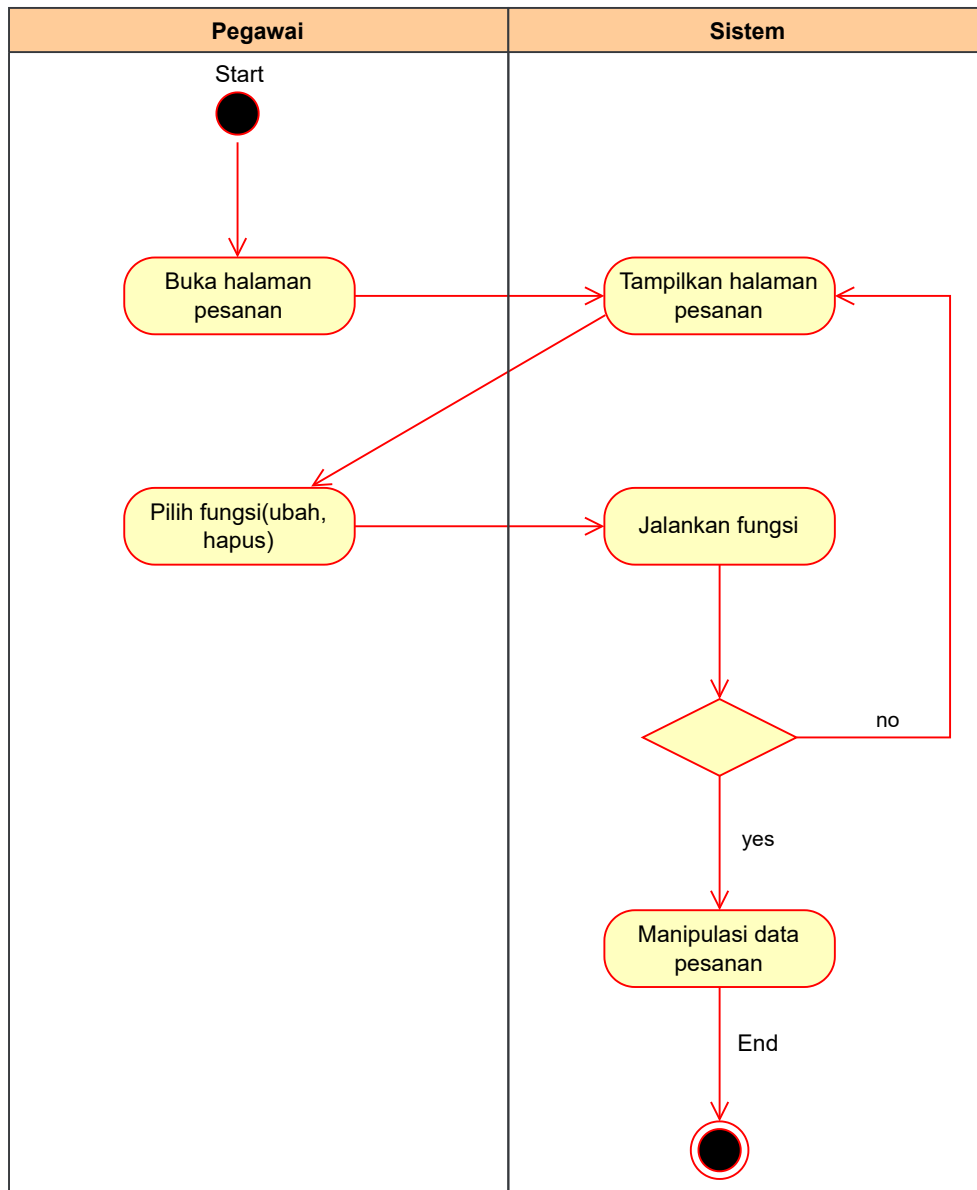 Pegawai
Sistem
Start
Buka halaman
pesanan
Tampilkan halaman
pesanan
Pilih fungsi(ubah,
hapus)
Jalankan fungsi
no
yes
Manipulasi data
pesanan
End